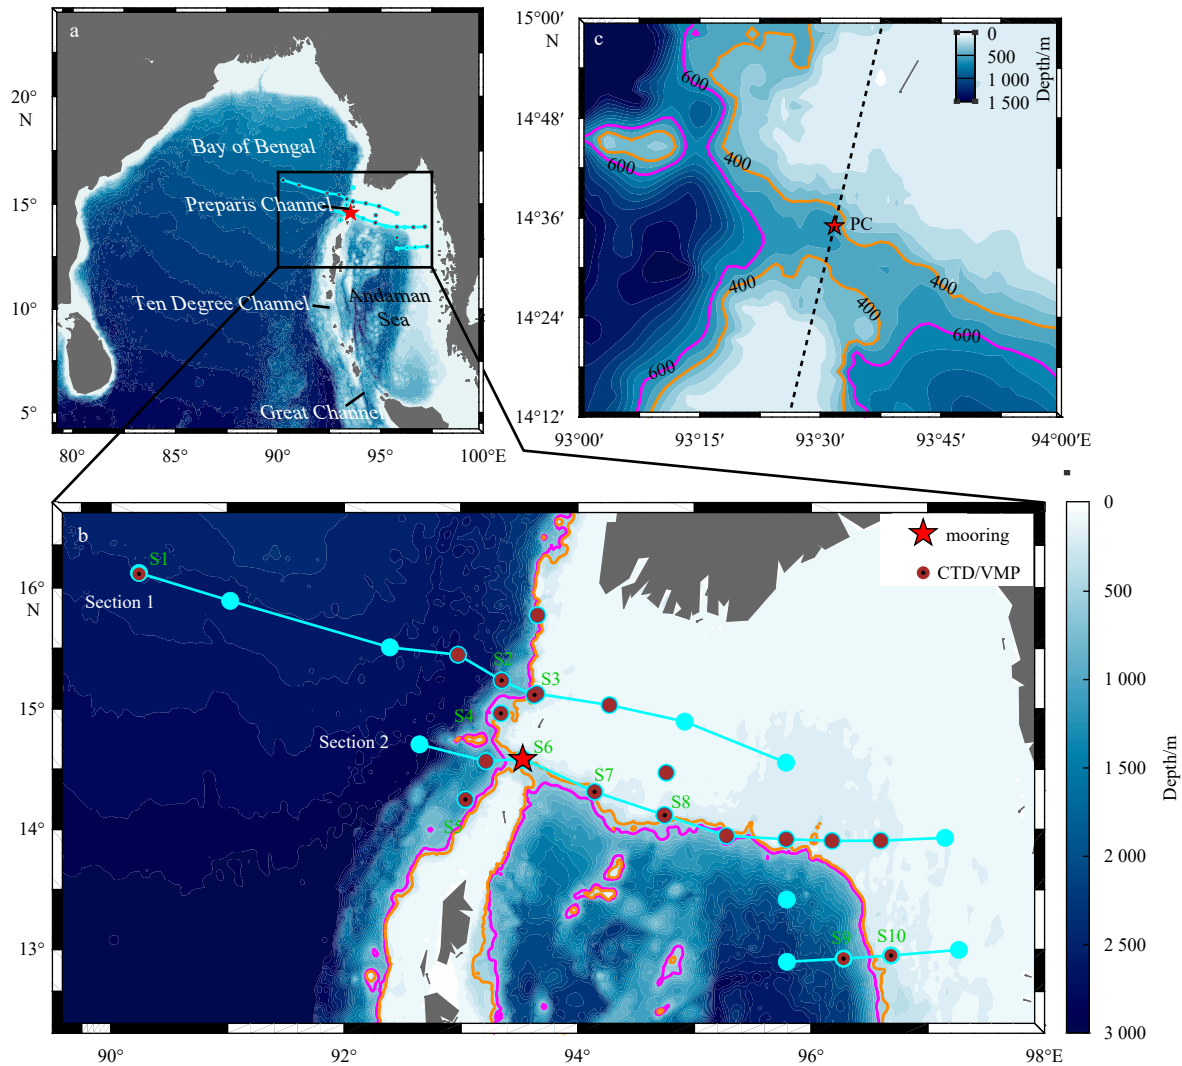 a
20°
N
15°
10°
5°
80°
85°
90°
95°
100°E
Bay of Bengal
Preparis Channel
Ten Degree Channel
Andaman
Sea
Great Channel
c
15°00′
N
14°48′
14°36′
14°24′
14°12′
93°00′
93°15′
93°30′
93°45′
94°00′E
0
500
1 000
1 500
Depth/m
600
600
400
PC
400
400
400
600
600
b
mooring
CTD/VMP
16°
N
15°
14°
13°
90°
92°
94°
96°
98°E
S1
Section 1
S2
S3
S4
Section 2
S6
S7
S8
S5
S9
S10
0
500
1 000
1 500
2 000
2 500
3 000
Depth/m